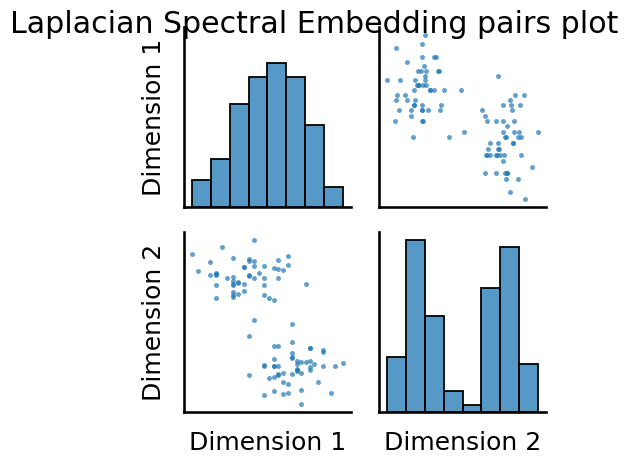 Laplacian Spectral Embedding pairs plot
Dimension 1
Dimension 2
Dimension 1
Dimension 2